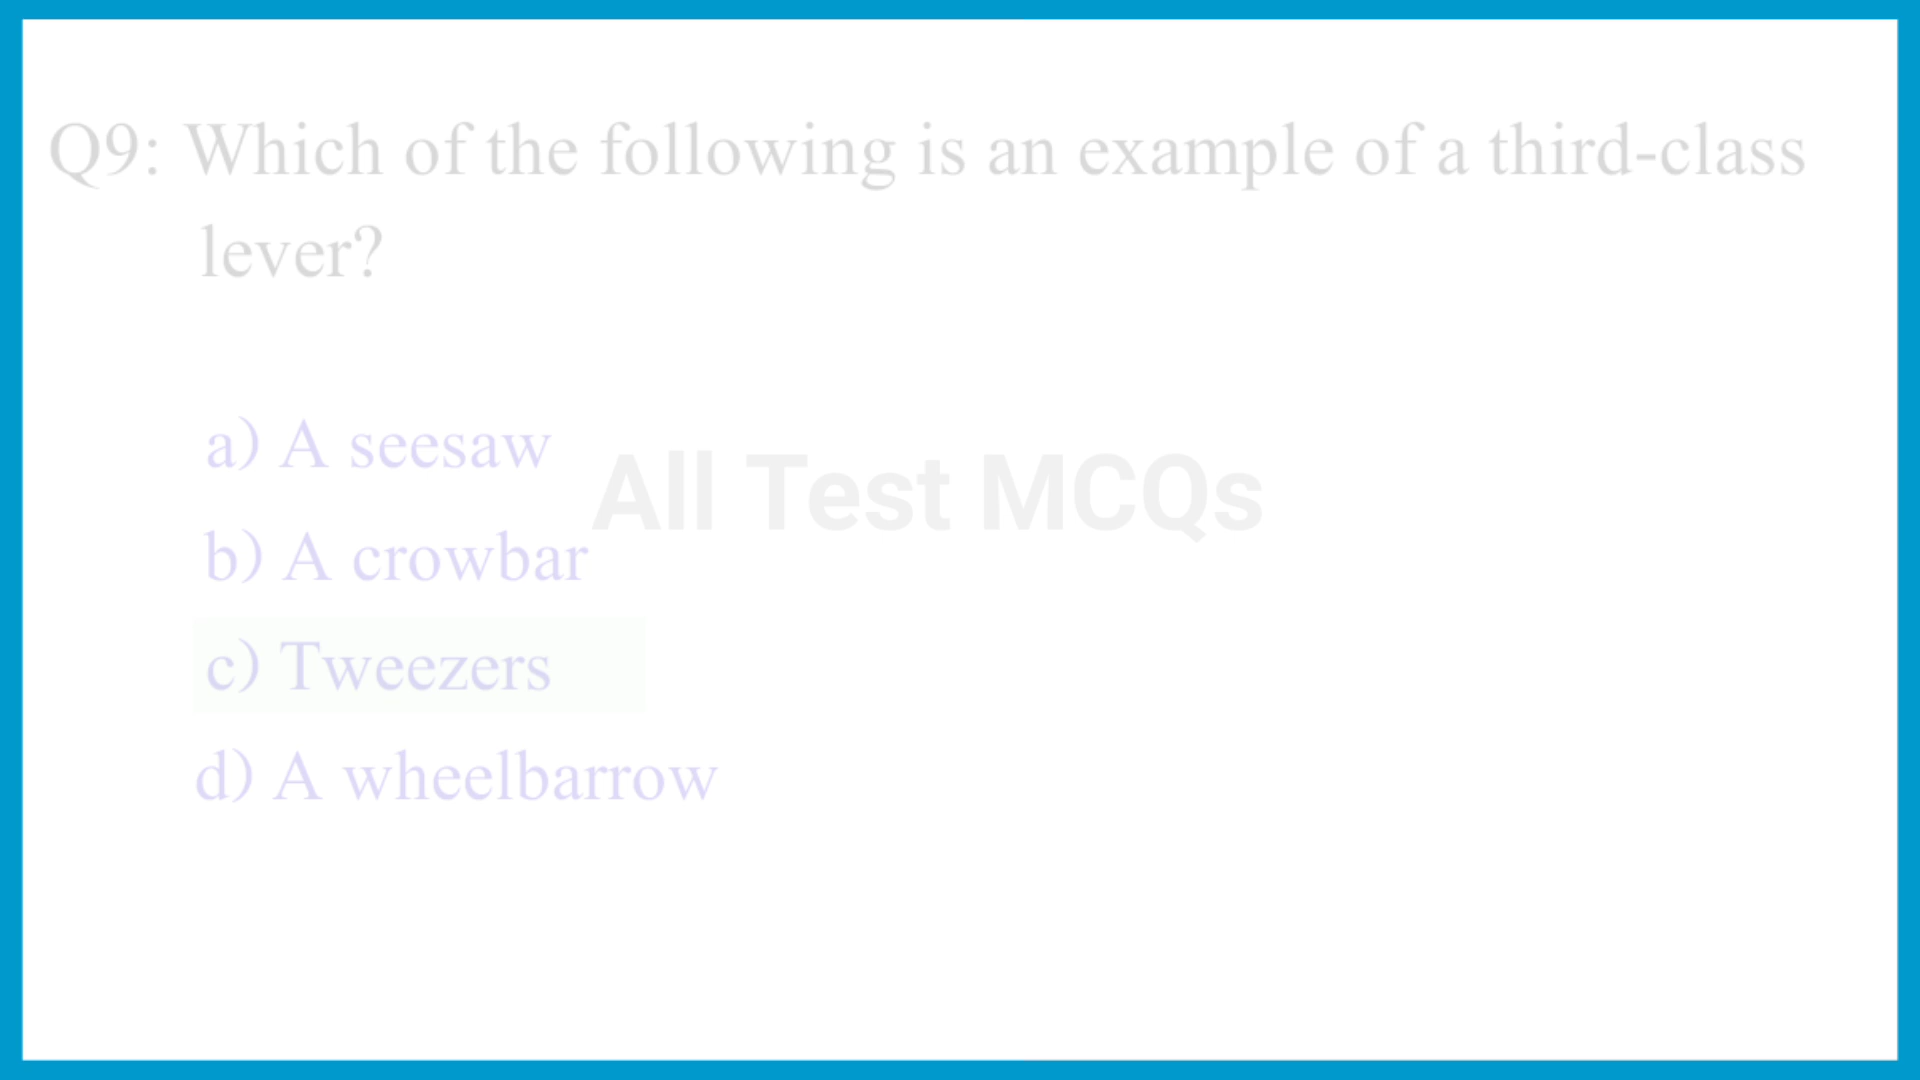 Q9: Which of the following is an example of a third-class
lever?
a) A seesaw
All Test MCQs
b) A crowbar
c) Tweezers
d) A wheelbarrow